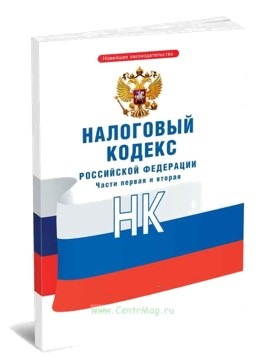 Новейшее законодательство
НАЛОГОВЫЙ
КОДЕКС
РОССИЙСКОЙ ФЕДЕРАЦИИ
Части первая и вторая
НК
www.CentrMag.ru